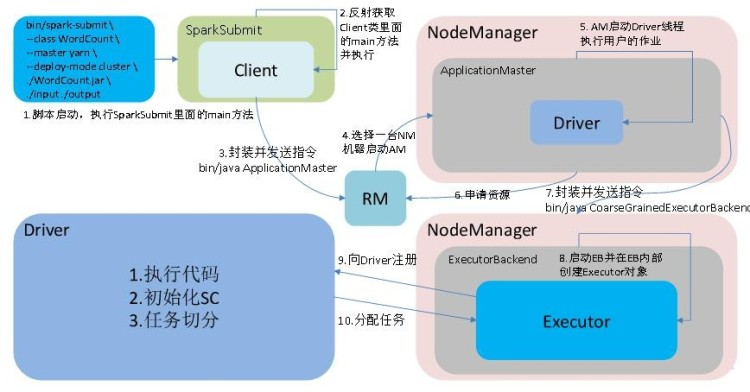 bin/spark-submit \
--class WordCount \
--master yarn \
--deploy-mode cluster \
./WordCount.jar \
./input ./output
1.脚本启动，执行SparkSubmit里面的main方法
SparkSubmit
Client
2.反射获取
Client类里面
的main方法
并执行
3.封装并发送指令
bin/java ApplicationMaster
RM
4.选择一台NM
机器启动AM
NodeManager
ApplicationMaster
5. AM启动Driver线程
执行用户的作业
Driver
6.申请资源
7.封装并发送指令
bin/java CoarseGrainedExecutorBackend
NodeManager
ExecutorBackend
8.启动EB并在EB内部
创建Executor对象
Executor
9.向Driver注册
10.分配任务
Driver
1.执行代码
2.初始化SC
3.任务切分